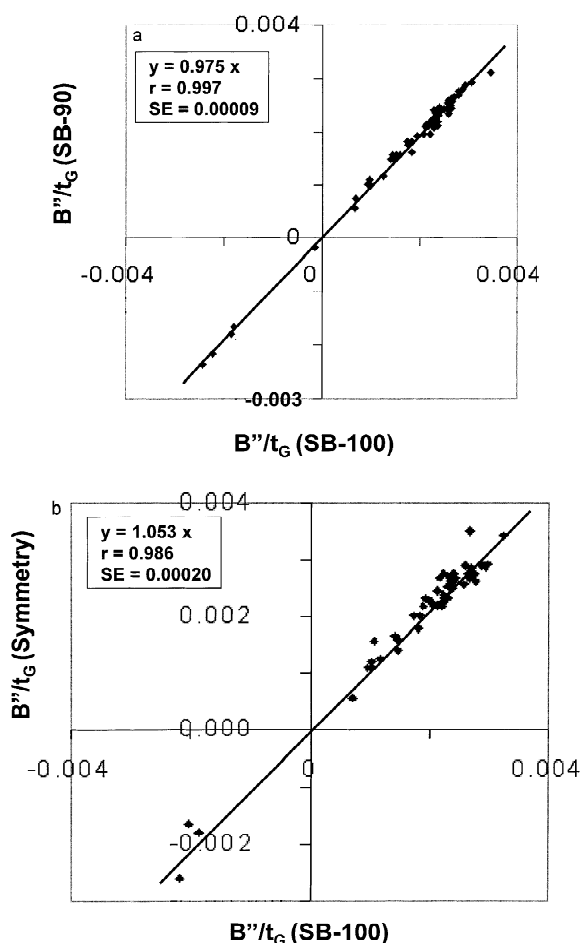 a
0.004
y = 0.975 x
r = 0.997
SE = 0.00009
B”/tG (SB-90)
0
-0.004
0
0.004
-0.003
B”/tG (SB-100)
b
0.004
y = 1.053 x
r = 0.986
SE = 0.00020
B”/tG (Symmetry)
0.002
0.000
-0.004
0
0.004
-0.002
B”/tG (SB-100)